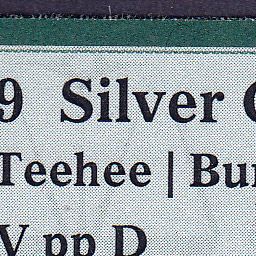 9 Silver
Teehee | Bu
V pp D